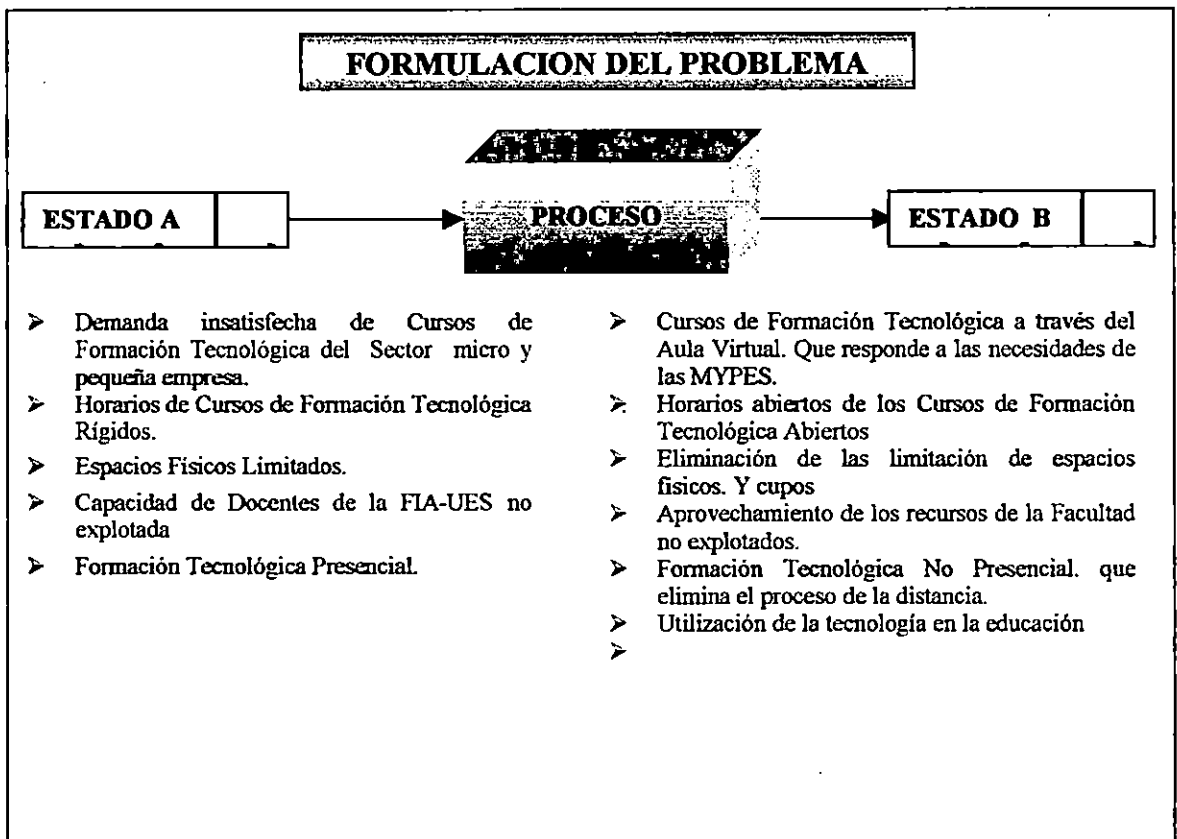 FORMULACION DEL PROBLEMA
ESTADO A
PROCESO
ESTADO B
➢ Demanda insatisfecha de Cursos de
Formación Tecnológica del Sector micro y
pequeña empresa.
➢ Horarios de Cursos de Formación Tecnológica
Rígidos.
➢ Espacios Físicos Limitados.
➢ Capacidad de Docentes de la FIA-UES no
explotada
➢ Formación Tecnológica Presencial.
➢ Cursos de Formación Tecnológica a través del
Aula Virtual. Que responde a las necesidades de
las MYPES.
➢ Horarios abiertos de los Cursos de Formación
Tecnológica Abiertos
➢ Eliminación de las limitación de espacios
fisicos. Y cupos
➢ Aprovechamiento de los recursos de la Facultad
no explotados.
➢ Formación Tecnológica No Presencial. que
elimina el proceso de la distancia.
➢ Utilización de la tecnología en la educación
➢